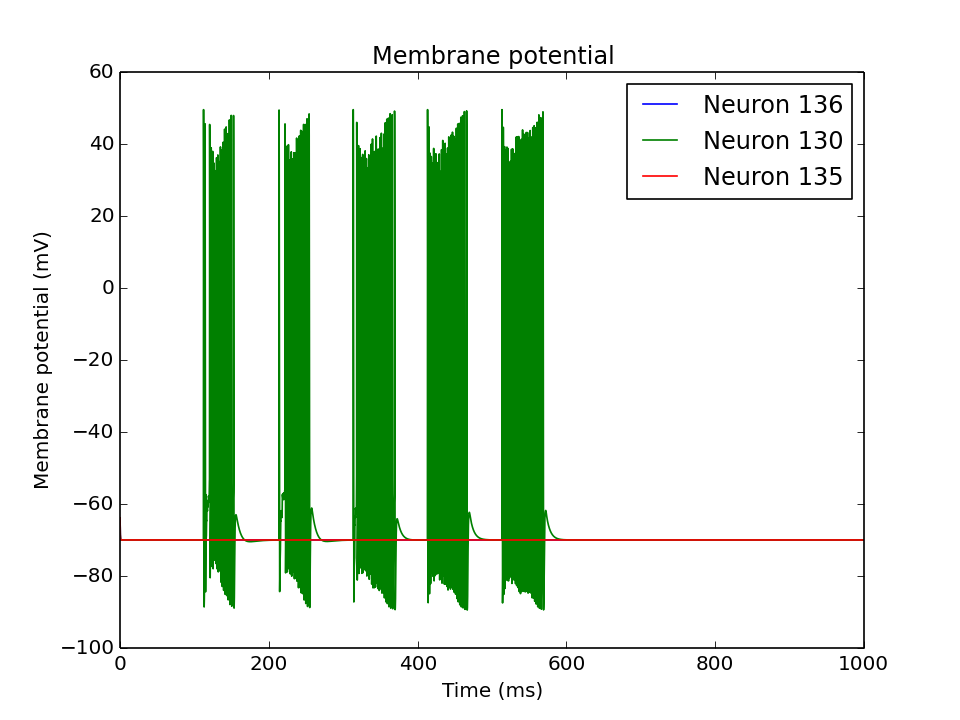 Membrane potential
60
40
20
0
−20
−40
−60
−80
−100
Membrane potential (mV)
Neuron 136
Neuron 130
Neuron 135
0 200 400 600 800 1000
Time (ms)